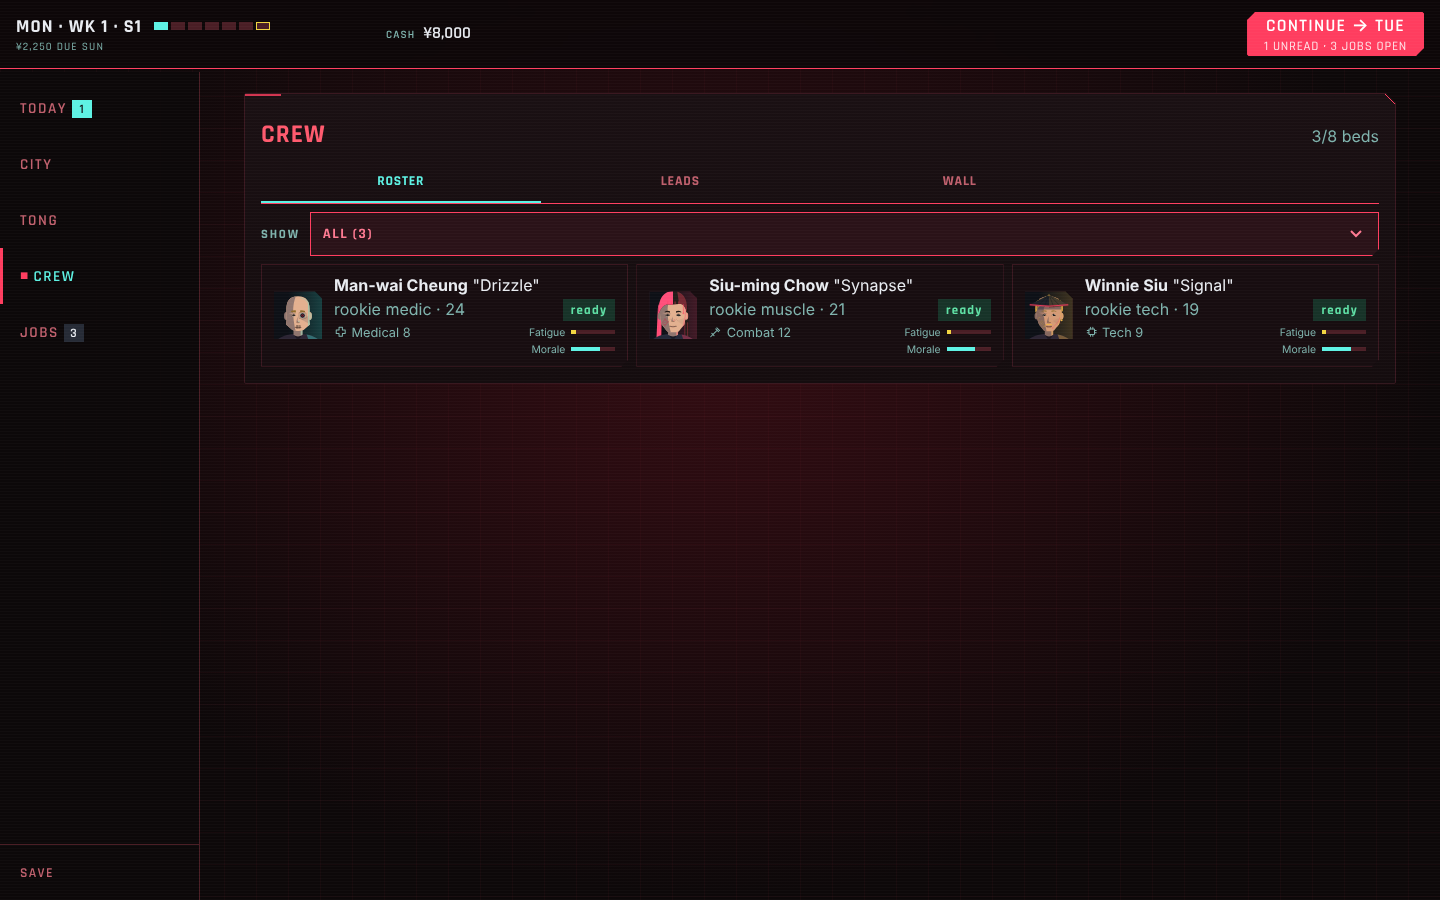 MON · WK 1 · S1
¥2,250 DUE SUN
CASH ¥8,000
CONTINUE → TUE
1 UNREAD · 3 JOBS OPEN
TODAY 1
CITY
TONG
CREW
JOBS 3
SAVE
CREW
3/8 beds
ROSTER LEADS WALL
SHOW ALL (3)
Man-wai Cheung "Drizzle"
rookie medic · 24
ready
Medical 8
Fatigue
Morale
Siu-ming Chow "Synapse"
rookie muscle · 21
ready
Combat 12
Fatigue
Morale
Winnie Siu "Signal"
rookie tech · 19
ready
Tech 9
Fatigue
Morale